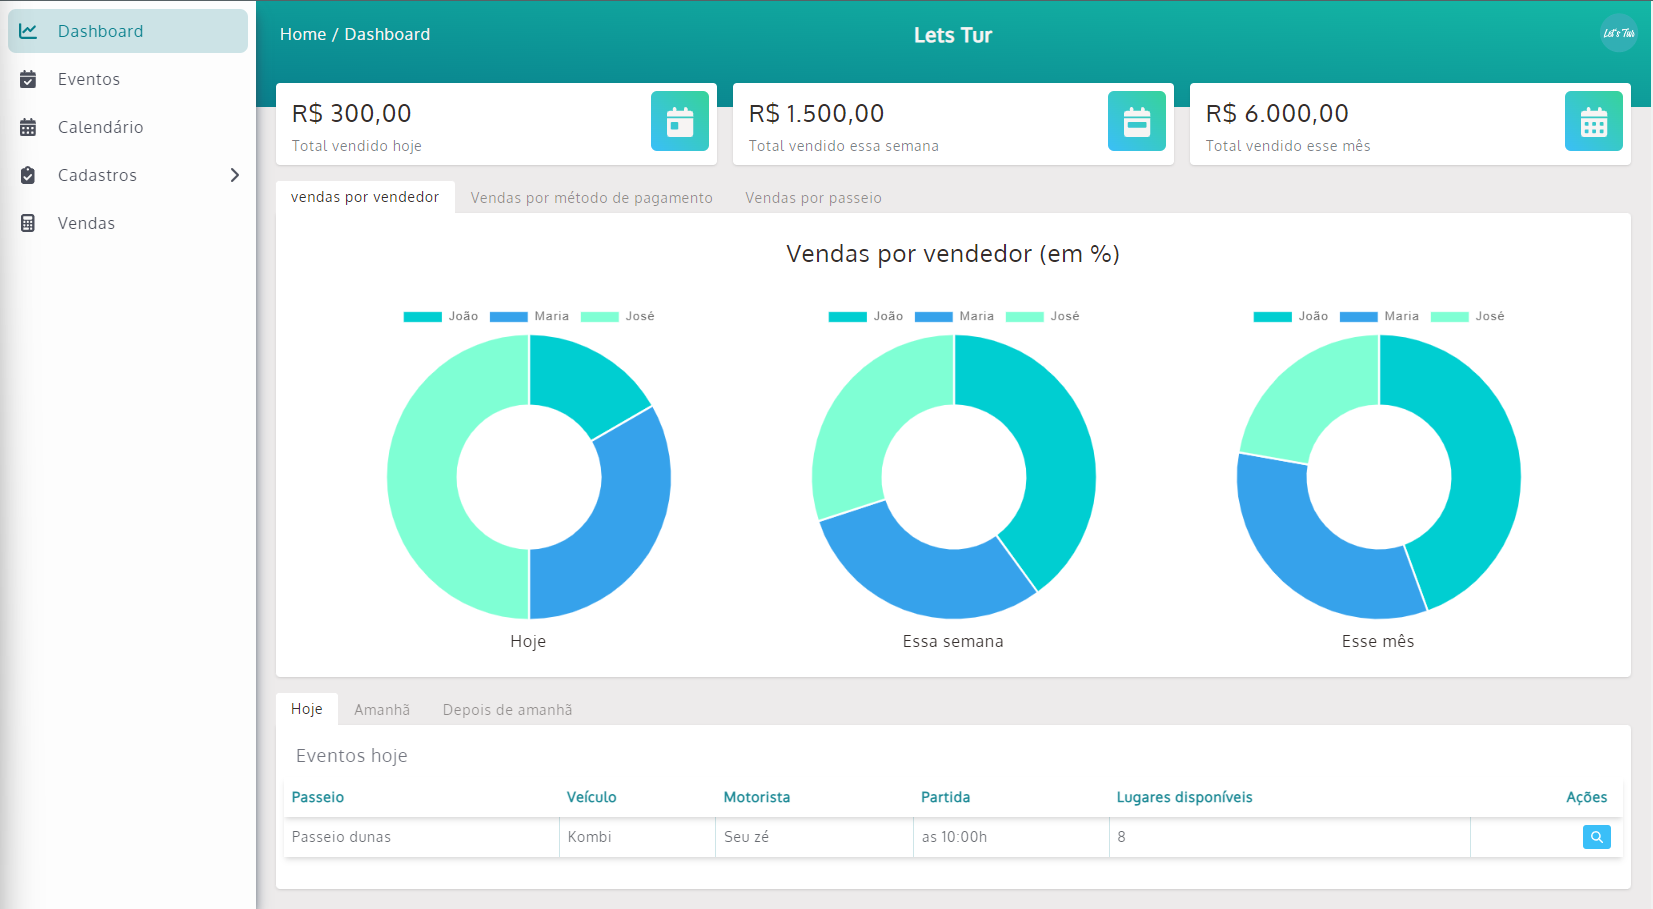 Dashboard
Eventos
Calendário
Cadastros
Vendas
Home / Dashboard
Lets Tur
Let's Tur
R$ 300,00
Total vendido hoje
R$ 1.500,00
Total vendido essa semana
R$ 6.000,00
Total vendido esse mês
vendas por vendedor
Vendas por método de pagamento
Vendas por passeio
Vendas por vendedor (em %)
João Maria José
João Maria José
João Maria José
Hoje
Essa semana
Esse mês
Hoje
Amanhã
Depois de amanhã
Eventos hoje
Passeio Veículo Motorista Partida Lugares disponíveis Ações
Passeio dunas Kombi Seu zé as 10:00h 8